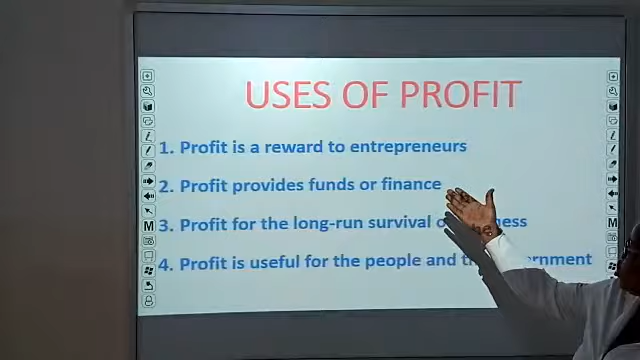 USES OF PROFIT
1. Profit is a reward to entrepreneurs
2. Profit provides funds or finance
3. Profit for the long-run survival
4. Profit is useful for the people and
M
M